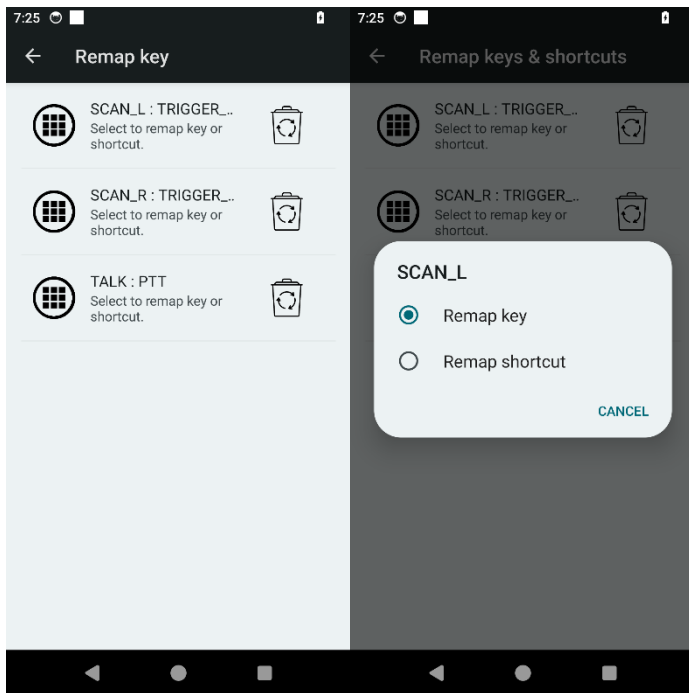 7:25
Remap key
SCAN_L : TRIGGER_..
Select to remap key or
shortcut.
SCAN_R : TRIGGER_..
Select to remap key or
shortcut.
TALK : PTT
Select to remap key or
shortcut.
7:25
Remap keys & shortcuts
SCAN_L : TRIGGER_..
Select to remap key or
shortcut.
SCAN_R : TRIGGER_..
Select to remap key or
shortcut.
SCAN_L
Remap key
Remap shortcut
CANCEL